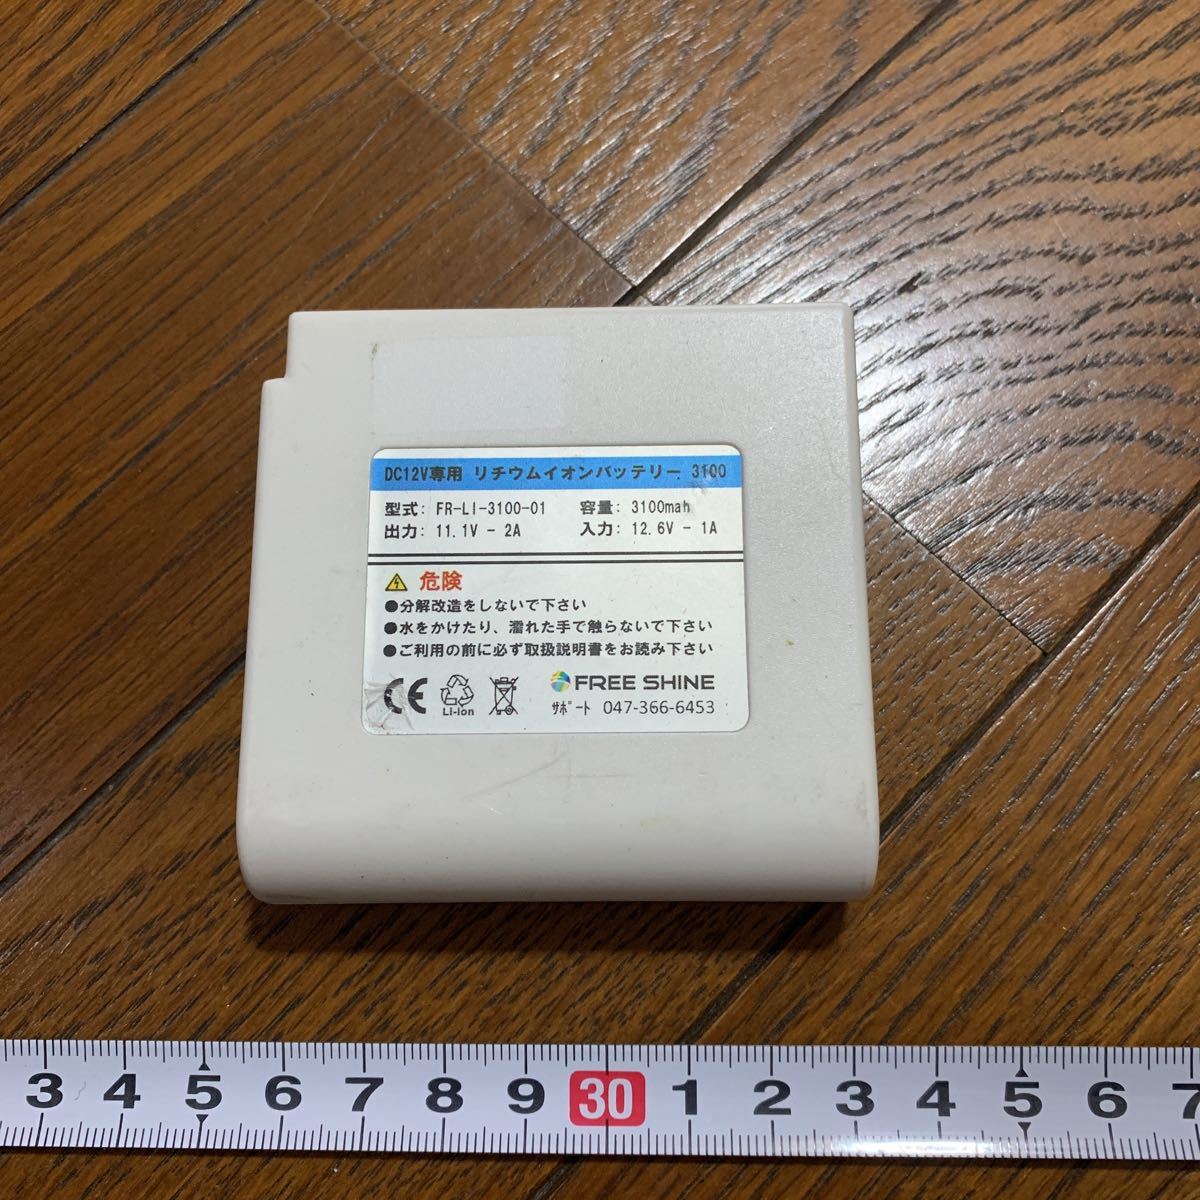 DC12V専用 リチウムイオンバッテリー 3100
型式: FR-LI-3100-01 容量: 3100mah
出力: 11.1V - 2A 入力: 12.6V - 1A
危険
●分解改造をしないで下さい
●水をかけたり、濡れた手で触らないで下さい
●ご利用の前に必ず取扱説明書をお読み下さい
CE Li-ion FREE SHINE
ｻﾎﾟｰﾄ 047-366-6453
3 4 5 6 7 8 9 30 1 2 3 4 5 6 7